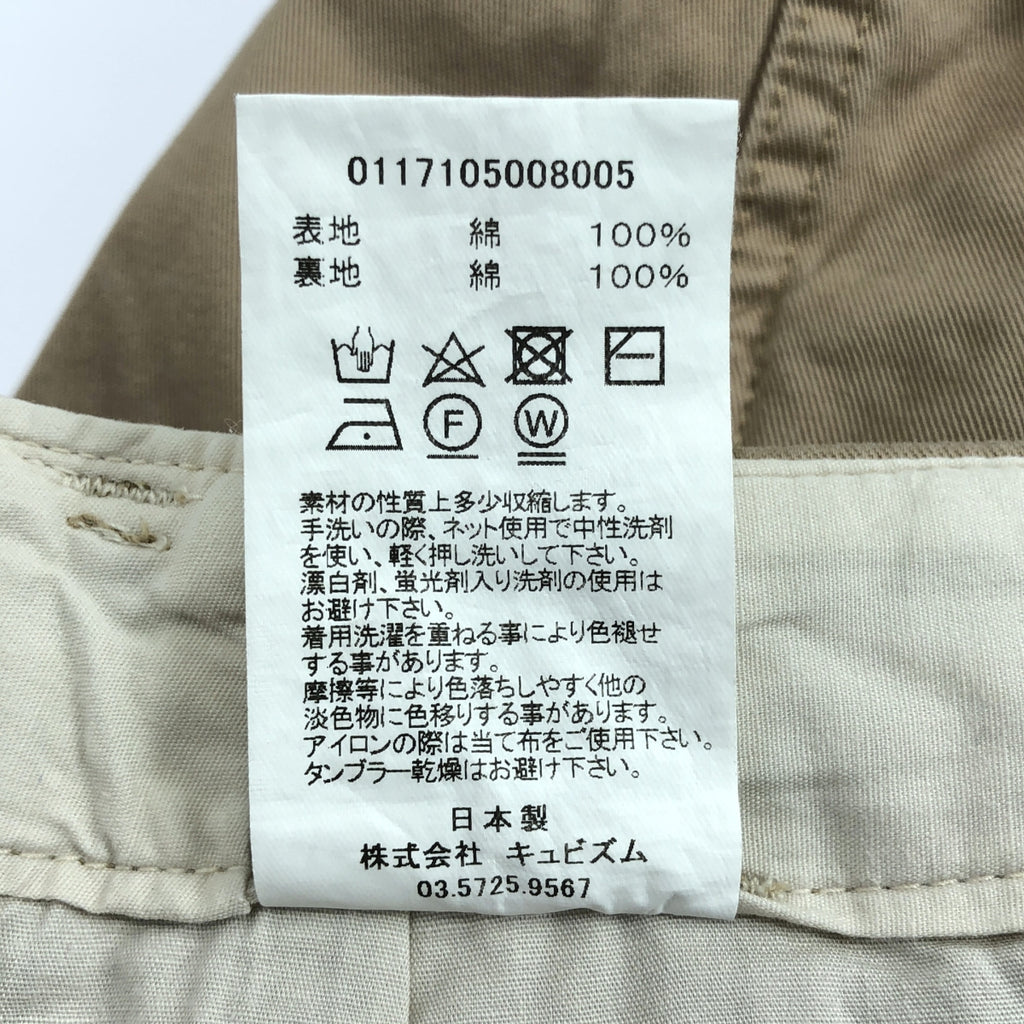 0117105008005
表地 綿 100%
裏地 綿 100%
F W
素材の性質上多少収縮します。
手洗いの際、ネット使用で中性洗剤
を使い、軽く押し洗いして下さい。
漂白剤、蛍光剤入り洗剤の使用は
お避け下さい。
着用洗濯を重ねる事により色褪せ
する事があります。
摩擦等により色落ちしやすく他の
淡色物に色移りする事があります。
アイロンの際は当て布をご使用下さい。
タンブラー乾燥はお避け下さい。
日本製
株式会社 キュビズム
03.5725.9567